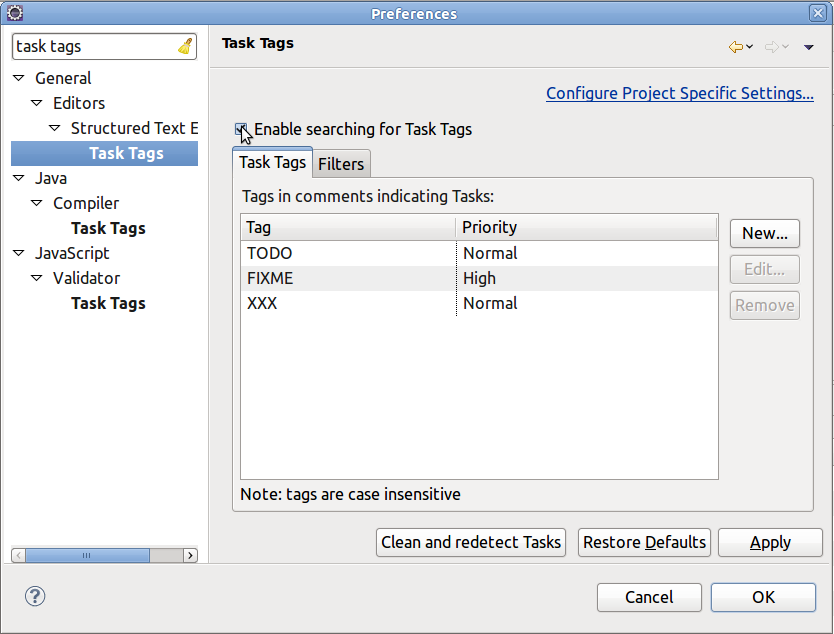 Preferences
task tags
General
Editors
Structured Text E
Task Tags
Java
Compiler
Task Tags
JavaScript
Validator
Task Tags
Task Tags
Configure Project Specific Settings...
Enable searching for Task Tags
Task Tags Filters
Tags in comments indicating Tasks:
Tag Priority
TODO Normal
FIXME High
XXX Normal
New...
Edit...
Remove
Note: tags are case insensitive
Clean and redetect Tasks Restore Defaults Apply
? Cancel OK